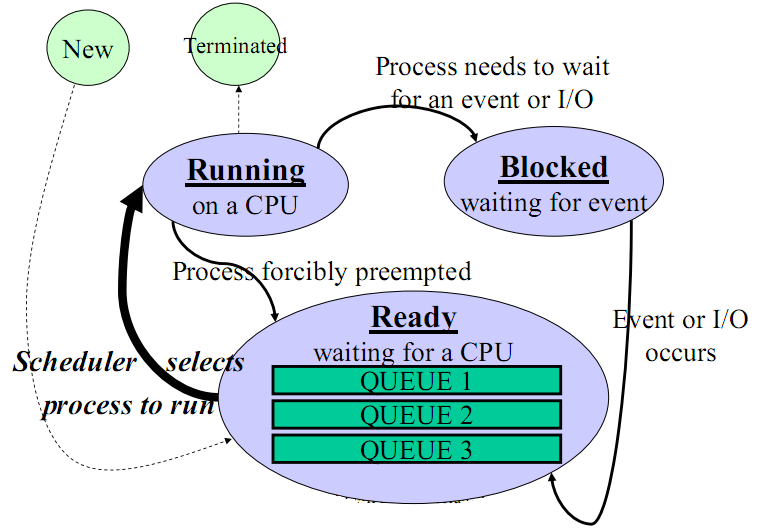 New
Terminated
Process needs to wait
for an event or I/O
Running
on a CPU
Blocked
waiting for event
Process forcibly preempted
Ready
waiting for a CPU
Event or I/O
occurs
Scheduler selects
process to run
QUEUE 1
QUEUE 2
QUEUE 3